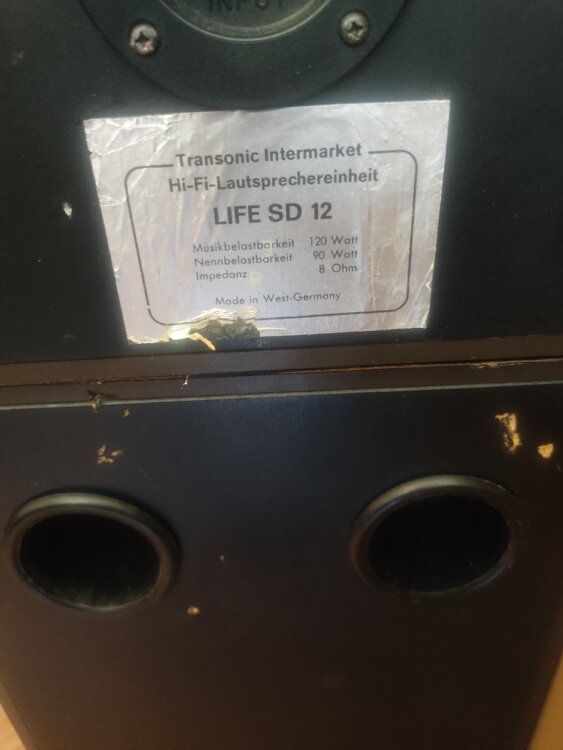 INPUT
Transonic Intermarket
Hi-Fi-Lautsprechereinheit
LIFE SD 12
Musikbelastbarkeit 120 Watt
Nennbelastbarkeit 90 Watt
Impedanz 8 Ohm
Made in West-Germany